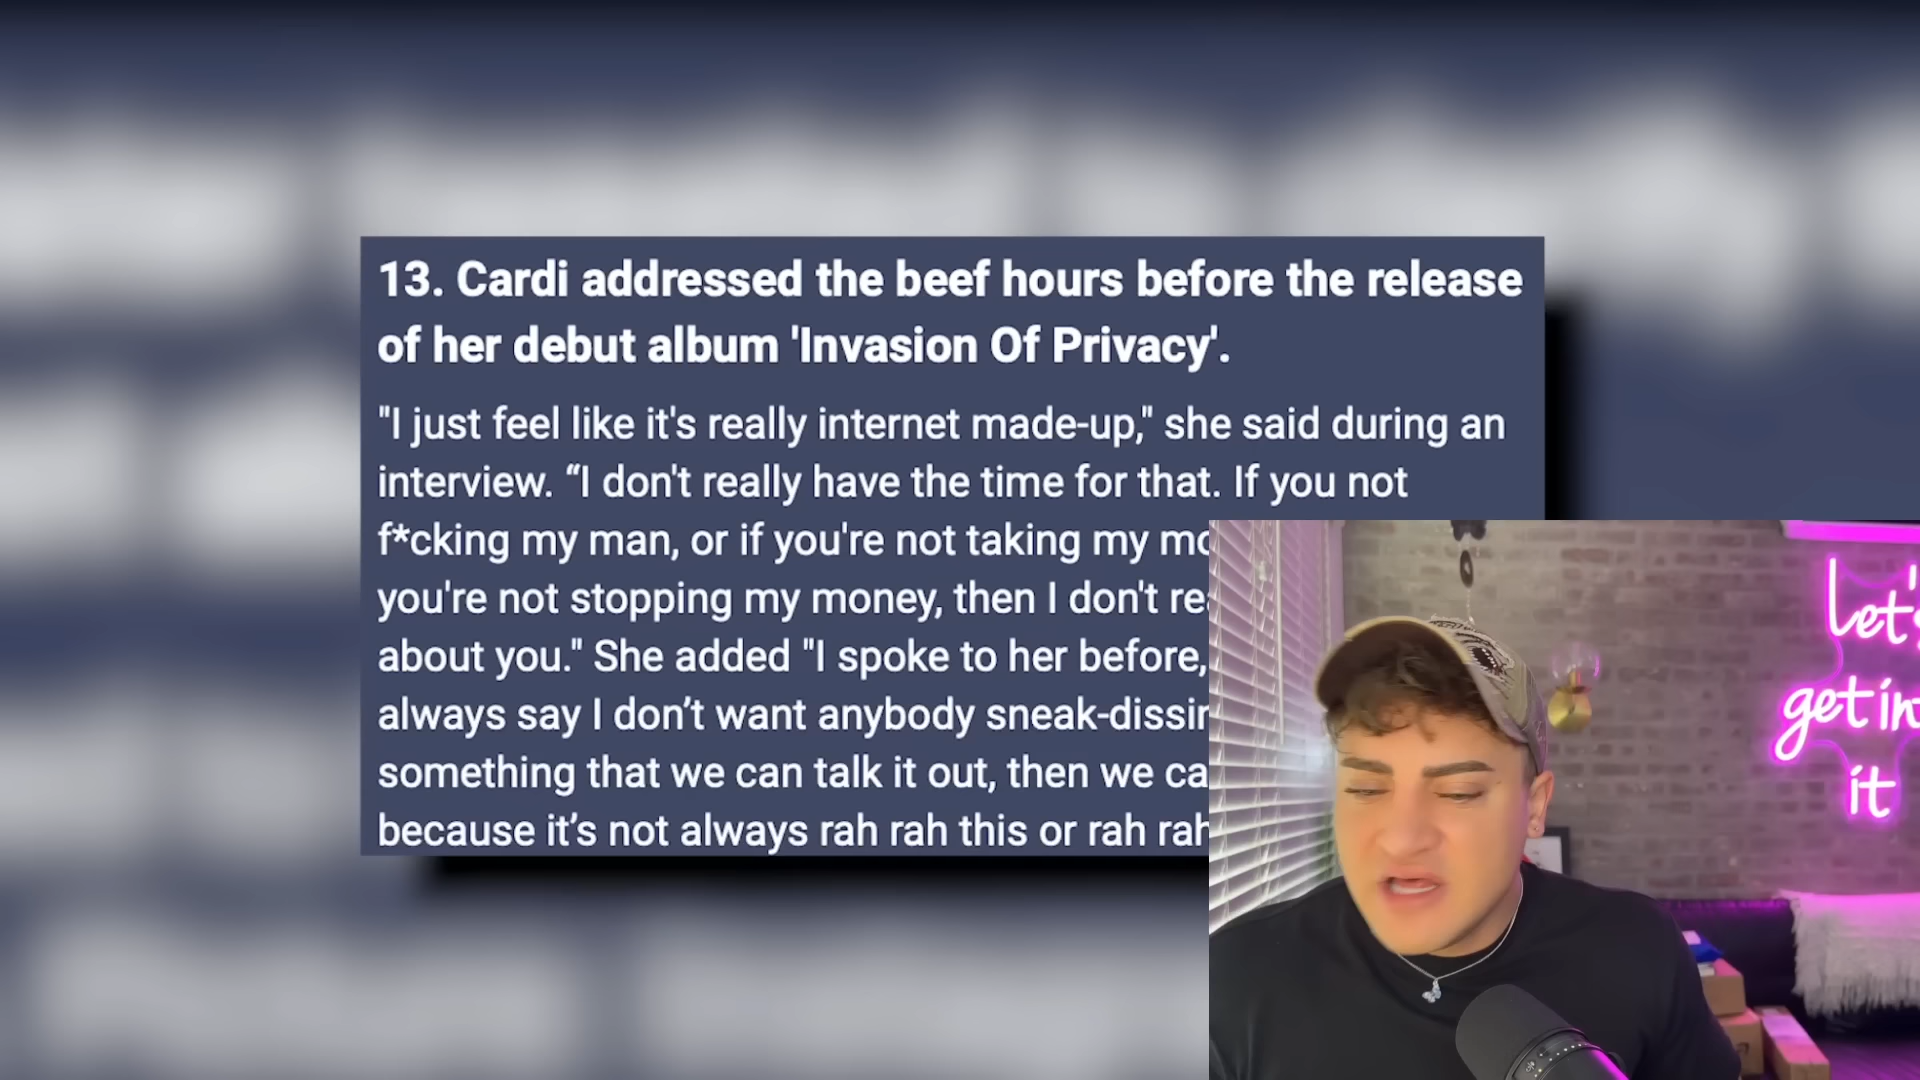 13. Cardi addressed the beef hours before the release
of her debut album 'Invasion Of Privacy'.
"I just feel like it's really internet made-up," she said during an
interview. “I don't really have the time for that. If you not
f*cking my man, or if you're not taking my
you're not stopping my money, then I don't
about you." She added "I spoke to her before,
always say I don’t want anybody
something that we can talk it out, then we
because it’s not always rah rah this or rah rah
let's
get
it